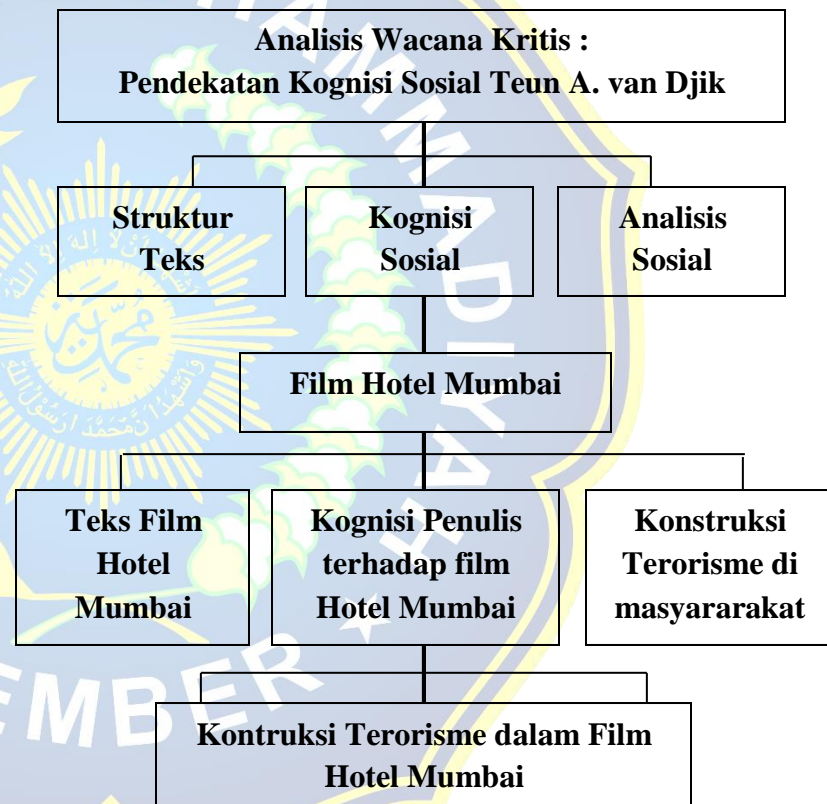 Analisis Wacana Kritis :
Pendekatan Kognisi Sosial Teun A. van Djik
Struktur
Teks
Kognisi
Sosial
Analisis
Sosial
Film Hotel Mumbai
Teks Film
Hotel
Mumbai
Kognisi Penulis
terhadap film
Hotel Mumbai
Konstruksi
Terorisme di
masyararakat
Kontruksi Terorisme dalam Film
Hotel Mumbai